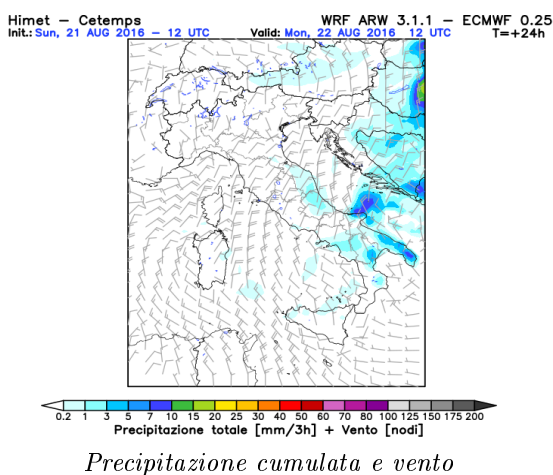 Himet − Cetemps WRF ARW 3.1.1 − ECMWF 0.25
Init.: Sun, 21 AUG 2016 − 12 UTC Valid: Mon, 22 AUG 2016 12 UTC T=+24h
0.2 1 3 5 7 10 15 20 25 30 40 50 60 70 80 100 125 150 175 200
Precipitazione totale [mm/3h] + Vento [nodi]
Precipitazione cumulata e vento